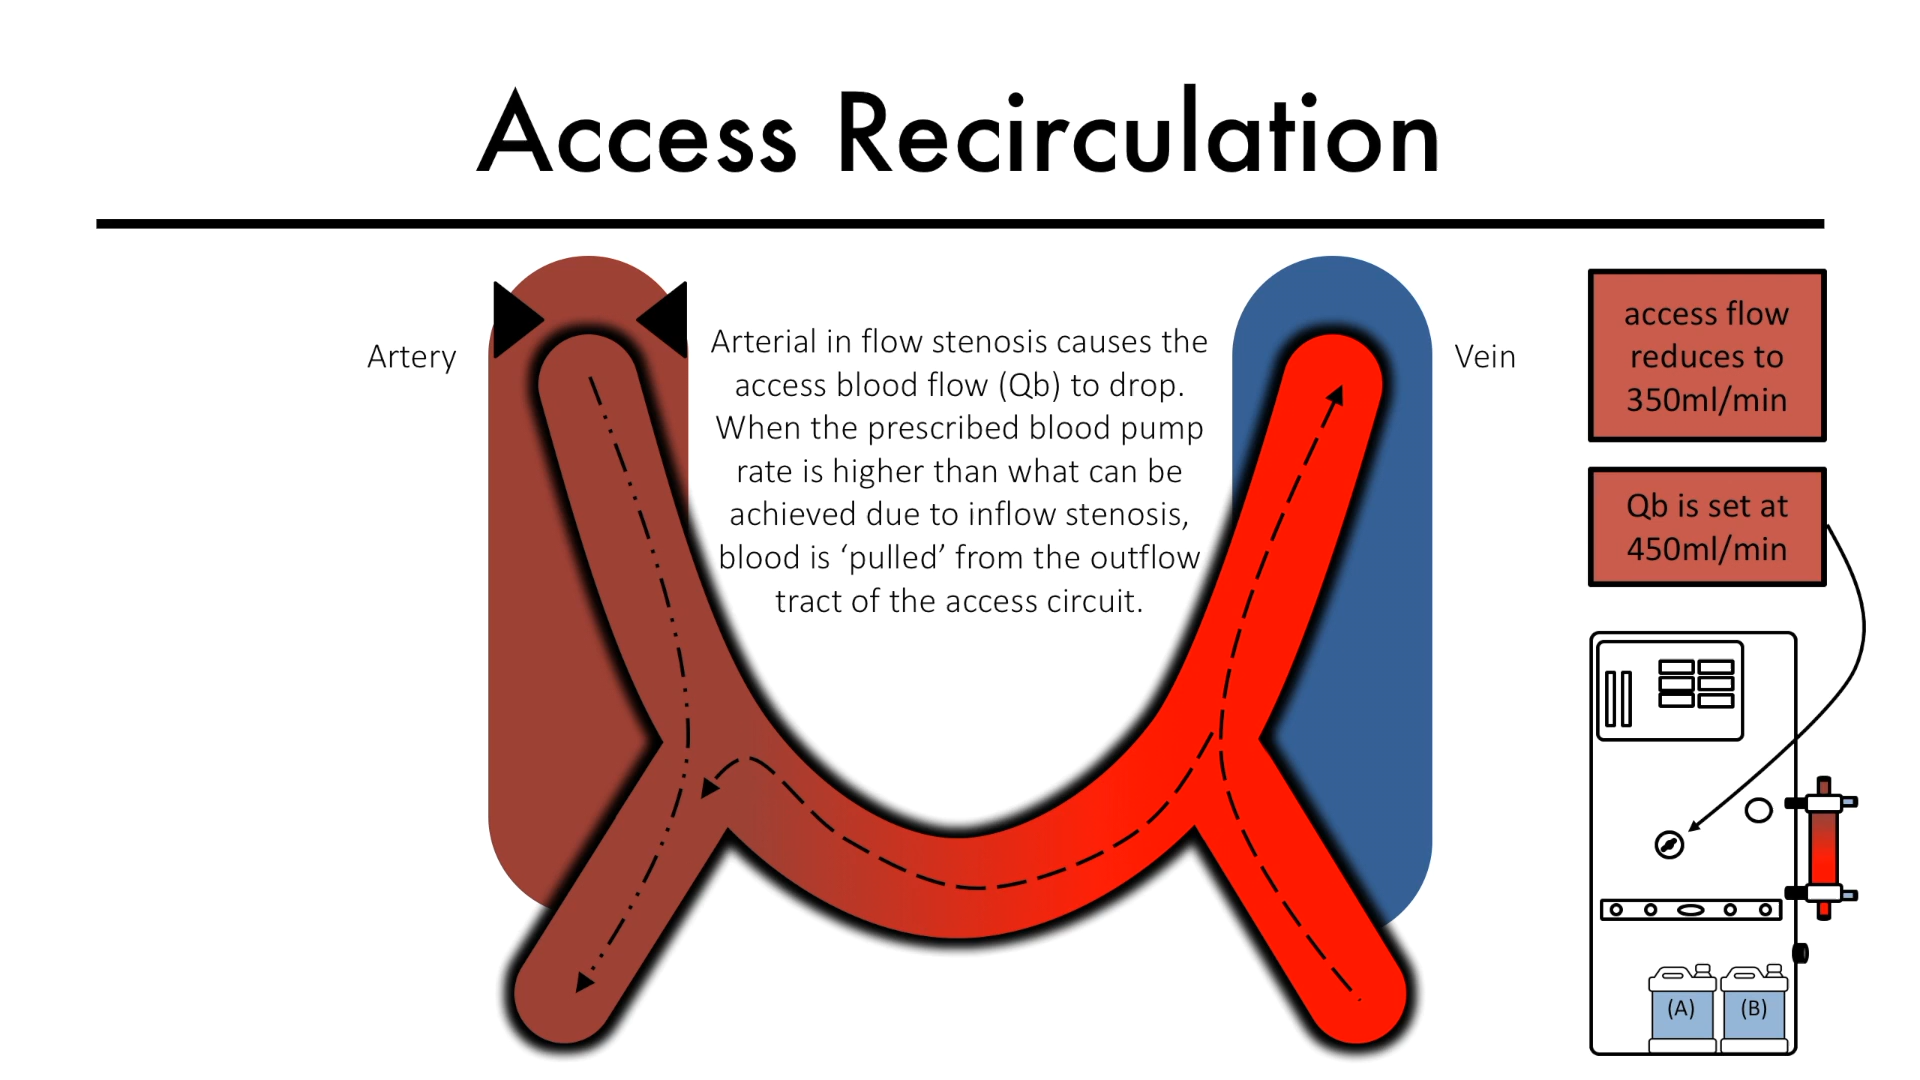 Access Recirculation
Artery
Arterial in flow stenosis causes the
access blood flow (Qb) to drop.
When the prescribed blood pump
rate is higher than what can be
achieved due to inflow stenosis,
blood is ‘pulled’ from the outflow
tract of the access circuit.
Vein
access flow
reduces to
350ml/min
Qb is set at
450ml/min
(A)
(B)